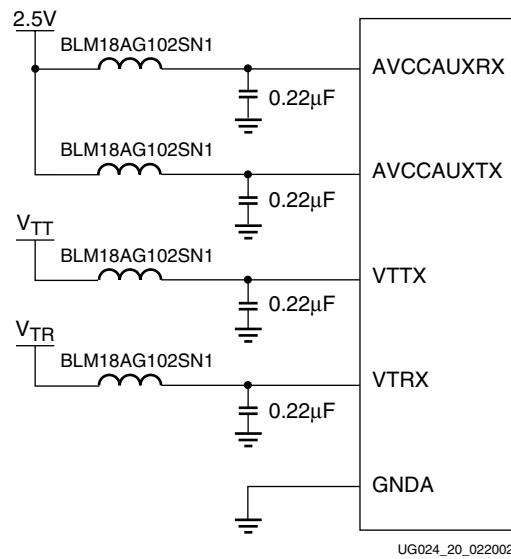 2.5V
BLM18AG102SN1
AVCCAUXRX
0.22µF
BLM18AG102SN1
AVCCAUXTX
0.22µF
VTT
BLM18AG102SN1
VTTX
0.22µF
VTR
BLM18AG102SN1
VTRX
0.22µF
GNDA
UG024_20_022002